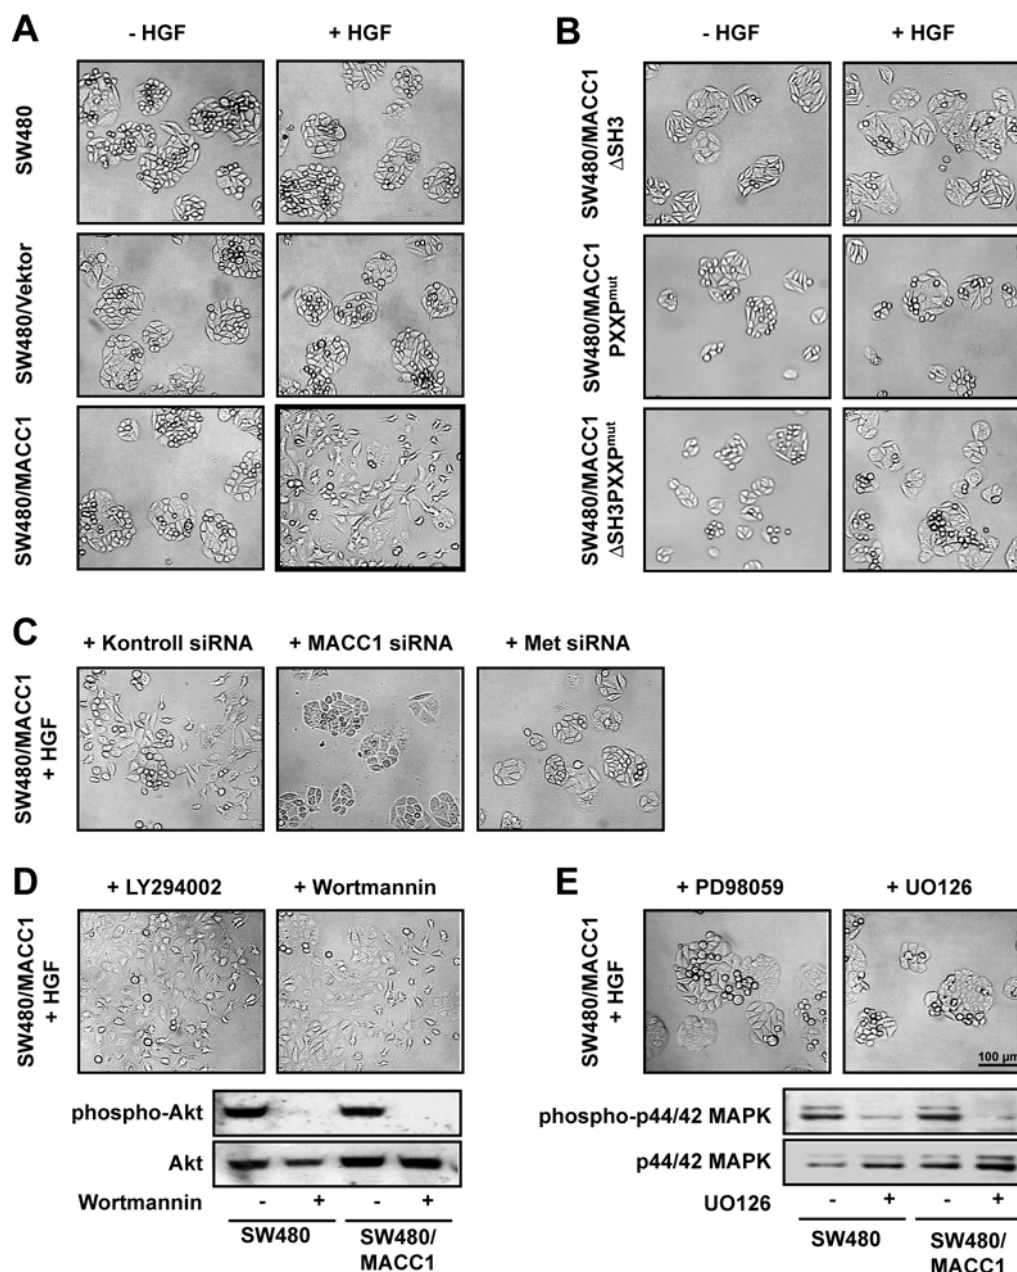 A
- HGF
+ HGF
SW480
SW480/Vektor
SW480/MACC1
B
- HGF
+ HGF
SW480/MACC1
ΔSH3
SW480/MACC1
PXXPmut
SW480/MACC1
ΔSH3PXXPmut
C
+ Kontroll siRNA
+ MACC1 siRNA
+ Met siRNA
SW480/MACC1
+ HGF
D
+ LY294002
+ Wortmannin
SW480/MACC1
+ HGF
phospho-Akt
Akt
Wortmannin - + - +
SW480
SW480/
MACC1
E
+ PD98059
+ UO126
SW480/MACC1
+ HGF
100 µm
phospho-p44/42 MAPK
p44/42 MAPK
UO126 - + - +
SW480
SW480/
MACC1